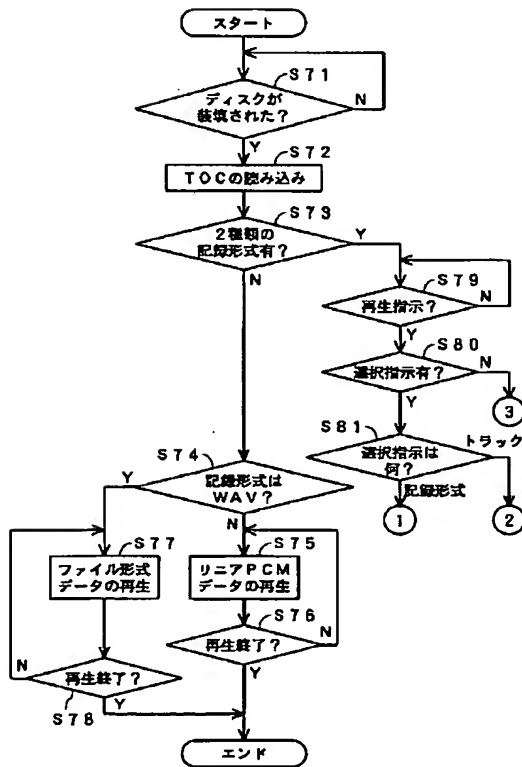 スタート
S71
ディスクが
装填された?
N
Y
S72
TOCの読み込み
S73
2種類の
記録形式有?
Y
N
S79
再生指示?
N
Y
S80
選択指示有?
N
Y
3
S81
選択指示は
何?
トラック
記録形式
1
2
S74
記録形式は
WAV?
Y
N
S77
ファイル形式
データの再生
S75
リニアPCM
データの再生
S76
再生終了?
N
Y
再生終了?
N
Y
S78
エンド